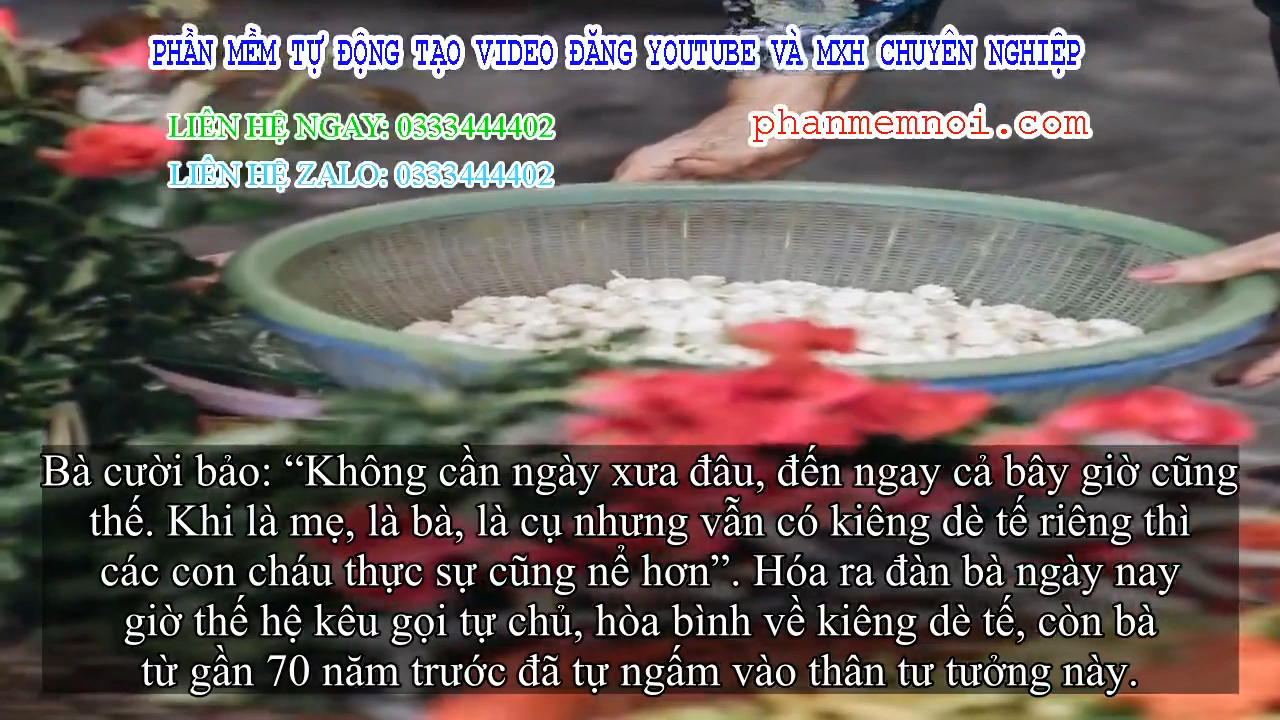 PHẦN MỀM TỰ ĐỘNG TẠO VIDEO ĐĂNG YOUTUBE VÀ MXH CHUYÊN NGHIỆP
LIÊN HỆ NGAY: 0333444402
phanmemnoi.com
LIÊN HỆ ZALO: 0333444402
Bà cười bảo: “Không cần ngày xưa đâu, đến ngay cả bây giờ cũng
thế. Khi là mẹ, là bà, là cụ nhưng vẫn có kiêng dè tế riêng thì
các con cháu thực sự cũng nể hơn”. Hóa ra đàn bà ngày nay
giờ thế hệ kêu gọi tự chủ, hòa bình về kiêng dè tế, còn bà
từ gần 70 năm trước đã tự ngấm vào thân tư tưởng này.